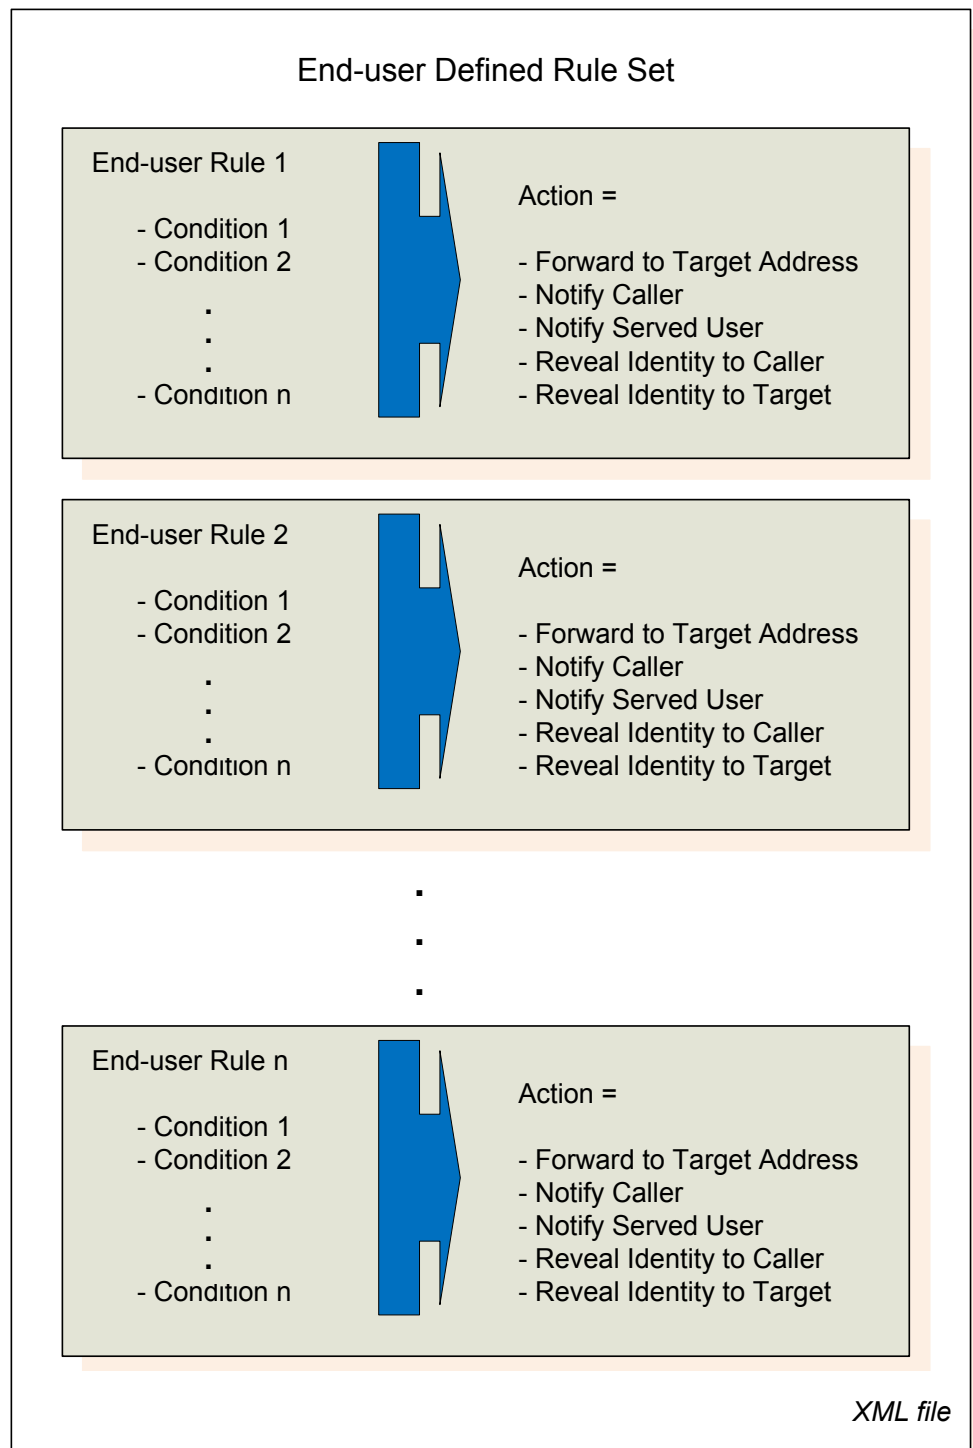 End-user Defined Rule Set
End-user Rule 1
- Condition 1
- Condition 2
.
.
.
- Condition n
Action =
- Forward to Target Address
- Notify Caller
- Notify Served User
- Reveal Identity to Caller
- Reveal Identity to Target
End-user Rule 2
- Condition 1
- Condition 2
.
.
.
- Condition n
Action =
- Forward to Target Address
- Notify Caller
- Notify Served User
- Reveal Identity to Caller
- Reveal Identity to Target
.
.
.
End-user Rule n
- Condition 1
- Condition 2
.
.
.
- Condition n
Action =
- Forward to Target Address
- Notify Caller
- Notify Served User
- Reveal Identity to Caller
- Reveal Identity to Target
XML file